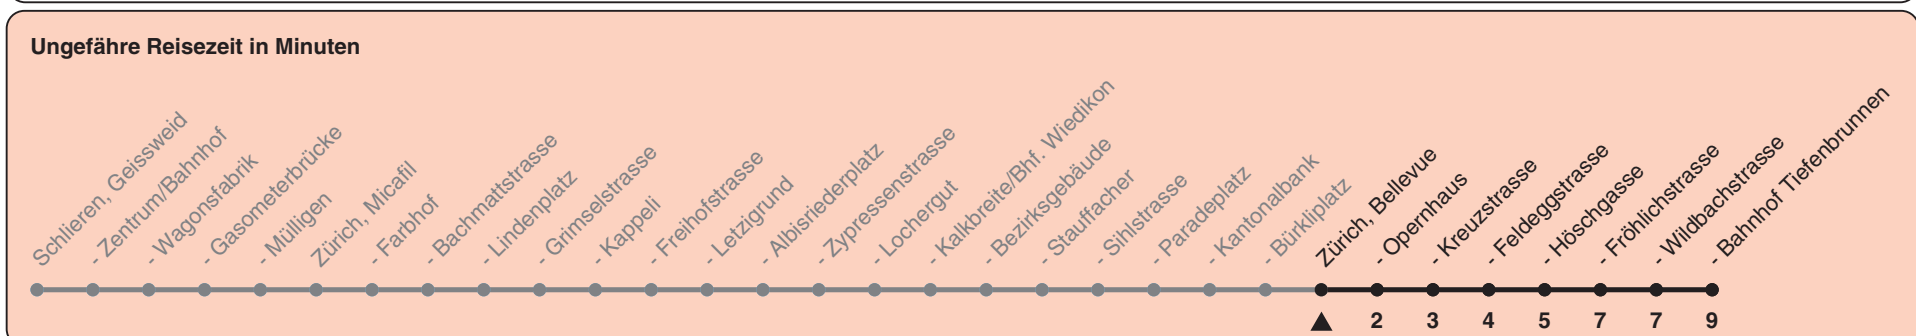 Ungefähre Reisezeit in Minuten
Schlieren, Geissweid
- Zentrum/Bahnhof
- Wagonsfabrik
- Gasometerbrücke
- Mülligen
Zürich, Micafil
- Farbhof
- Bachmattstrasse
- Lindenplatz
- Grimselstrasse
- Kappeli
- Freihofstrasse
- Letzigrund
- Albisriederplatz
- Zypressenstrasse
- Lochergut
- Kalkbreite/Bhf. Wiedikon
- Bezirksgebäude
- Stauffacher
- Sihlstrasse
- Paradeplatz
- Kantonalbank
- Bürkliplatz
Zürich, Bellevue
- Opernhaus
- Kreuzstrasse
- Feldeggstrasse
- Höschgasse
- Fröhlichstrasse
- Wildbachstrasse
- Bahnhof Tiefenbrunnen
2 3 4 5 7 7 9